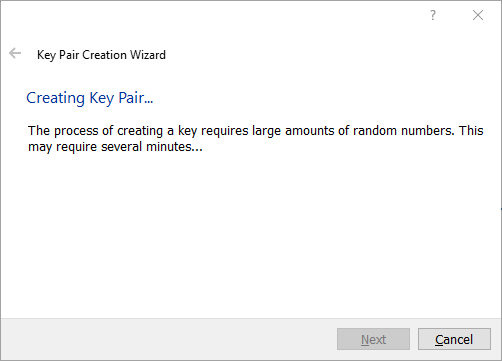 Key Pair Creation Wizard
Creating Key Pair...
The process of creating a key requires large amounts of random numbers. This
may require several minutes...
Next
Cancel